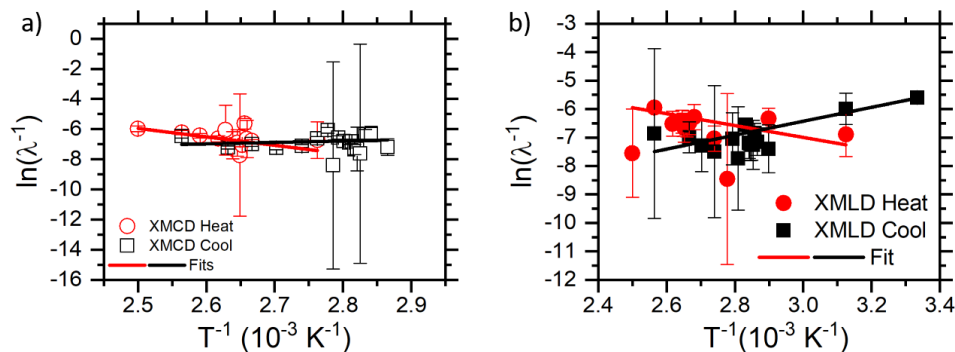 a)
0
-2
-4
-6
-8
-10
-12
-14
-16
ln(λ⁻¹)
XMCD Heat
XMCD Cool
Fits
2.5 2.6 2.7 2.8 2.9
T⁻¹ (10⁻³ K⁻¹)
b)
-3
-4
-5
-6
-7
-8
-9
-10
-11
-12
ln(λ⁻¹)
XMLD Heat
XMLD Cool
Fit
2.4 2.6 2.8 3.0 3.2 3.4
T⁻¹ (10⁻³ K⁻¹)